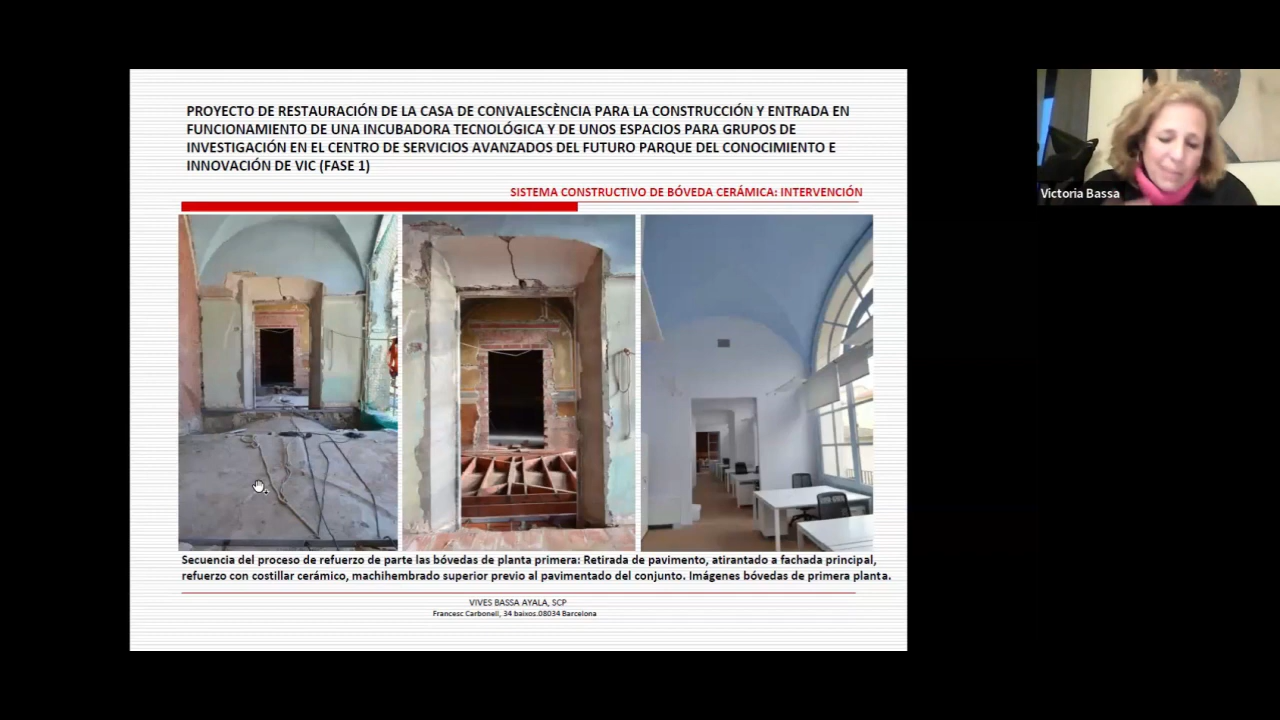 PROYECTO DE RESTAURACIÓN DE LA CASA DE CONVALESCÈNCIA PARA LA CONSTRUCCIÓN Y ENTRADA EN
FUNCIONAMIENTO DE UNA INCUBADORA TECNOLÓGICA Y DE UNOS ESPACIOS PARA GRUPOS DE
INVESTIGACIÓN EN EL CENTRO DE SERVICIOS AVANZADOS DEL FUTURO PARQUE DEL CONOCIMIENTO E
INNOVACIÓN DE VIC (FASE 1)
SISTEMA CONSTRUCTIVO DE BÓVEDA CERÁMICA: INTERVENCIÓN
Victoria Bassa
Secuencia del proceso de refuerzo de parte las bóvedas de planta primera: Retirada de pavimento, atirantado a fachada principal,
refuerzo con costillar cerámico, machihembrado superior previo al pavimentado del conjunto. Imágenes bóvedas de primera planta.
VIVES BASSA AYALA, SCP
Francesc Carbonell, 34 baixos.08034 Barcelona